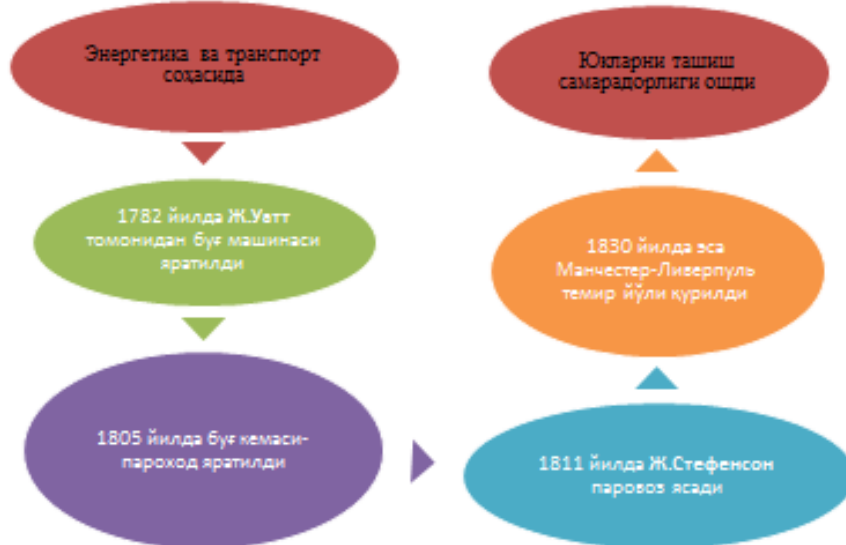 Энергетика ва транспорт
соҳасида
1782 йилда Ж.Уатт
томонидан буғ машинаси
яратилди
1805 йилда буғ кемаси-
пароход яратилди
1811 йилда Ж.Стефенсон
паровоз ясади
1830 йилда эса
Манчестер-Ливерпуль
темир йўли қурилди
Юкларни ташиш
самарадорлиги ошди